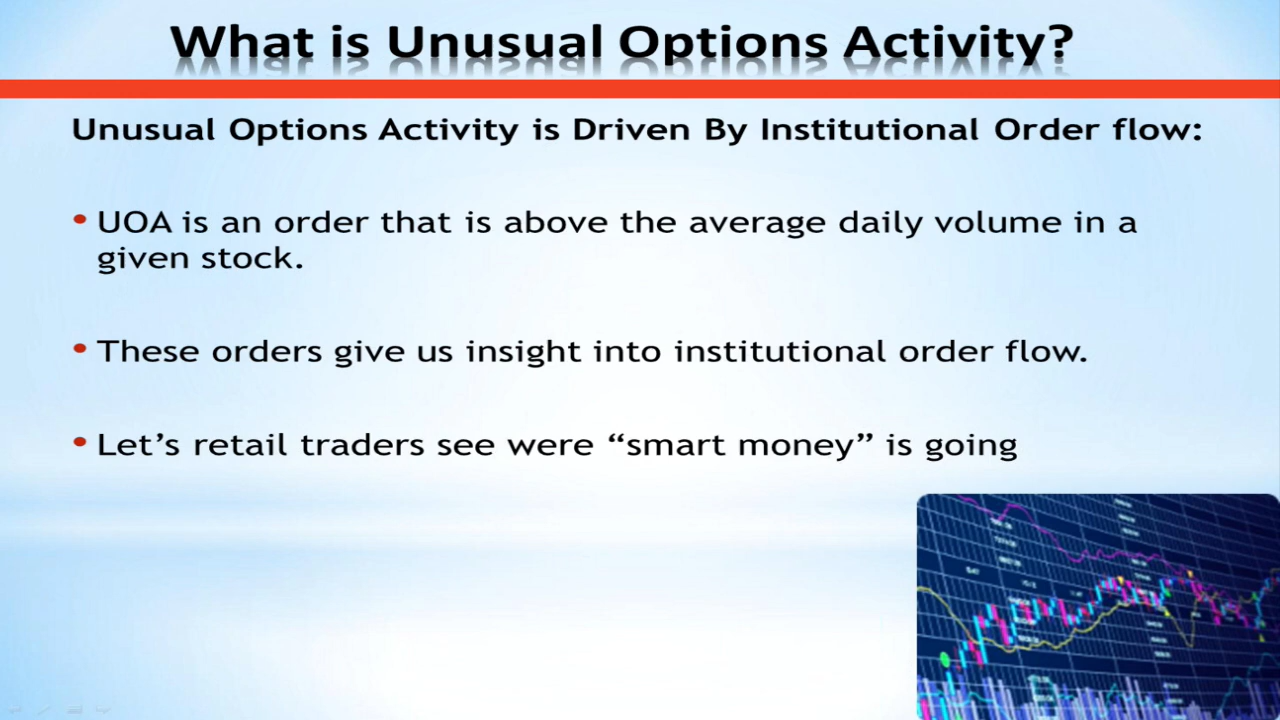 What is Unusual Options Activity?
Unusual Options Activity is Driven By Institutional Order flow:
• UOA is an order that is above the average daily volume in a
given stock.
• These orders give us insight into institutional order flow.
• Let’s retail traders see were “smart money” is going